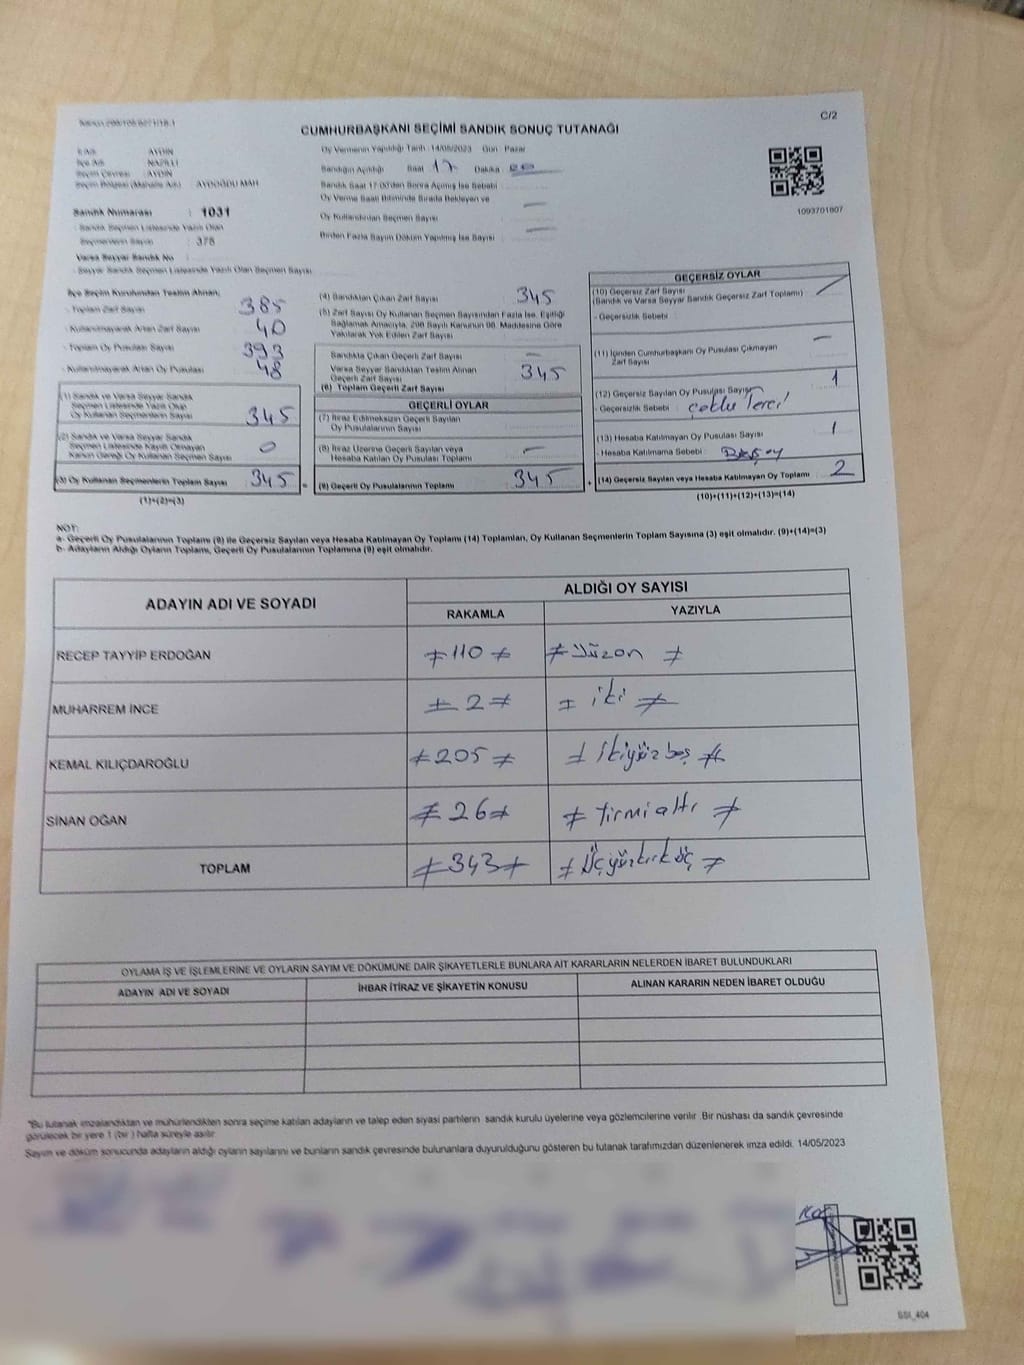 C/2
CUMHURBAŞKANI SEÇİMİ SANDIK SONUÇ TUTANAĞI
Oy Vermenin Yapıldığı Tarih :14/05/2023 Gün : Pazar
Sandığın Açıldığı Saat 17 Dakika : 00
Sandık Saat 17:00'den Sonra Açılmış İse Sebebi
Oy Verme Saati Bitiminde Sırada Bekleyen ve
Oy Kullandırılan Seçmen Sayısı
Birden Fazla Sayım Döküm Yapılmış İse Sayısı
1093701807
İli Adı : AYDIN
İlçe Adı : NAZİLLİ
Seçim Çevresi : AYDIN
Seçim Bölgesi (Mahalle Adı) : AYDOĞDU MAH
Sandık Numarası : 1031
Sandık Seçmen Listesinde Yazılı Olan
Seçmenlerin Sayısı : 378
Varsa Seyyar Sandık No :
- Seyyar Sandık Seçmen Listesinde Yazılı Olan Seçmen Sayısı
İlçe Seçim Kurulundan Teslim Alınan;
- Toplam Zarf Sayısı 385
- Kullanılmayarak Artan Zarf Sayısı 40
- Toplam Oy Pusulası Sayısı 393
- Kullanılmayarak Artan Oy Pusulası 48
(1) Sandık ve Varsa Seyyar Sandık
Seçmen Listesinde Yazılı Olup
Oy Kullanan Seçmenlerin Sayısı 345
(2) Sandık ve Varsa Seyyar Sandık
Seçmen Listesinde Kayıtlı Olmayan
Kanun Gereği Oy Kullanan Seçmen Sayısı 0
(3) Oy Kullanan Seçmenlerin Toplam Sayısı 345 =
(1)+(2)=(3)
(4) Sandıktan Çıkan Zarf Sayısı 345
(5) Zarf Sayısı Oy Kullanan Seçmen Sayısından Fazla İse, Eşitliği
Sağlamak Amacıyla, 298 Sayılı Kanunun 98. Maddesine Göre
Yakılarak Yok Edilen Zarf Sayısı
Sandıkta Çıkan Geçerli Zarf Sayısı
Varsa Seyyar Sandıktan Teslim Alınan
Geçerli Zarf Sayısı
(6) Toplam Geçerli Zarf Sayısı 345
GEÇERLİ OYLAR
(7) İtiraz Edilmeksizin Geçerli Sayılan
Oy Pusulalarının Sayısı
(8) İtiraz Üzerine Geçerli Sayılan veya
Hesaba Katılan Oy Pusulası Toplamı —
(9) Geçerli Oy Pusulalarının Toplamı 345 +
GEÇERSİZ OYLAR
(10) Geçersiz Zarf Sayısı
(Sandık ve Varsa Seyyar Sandık Geçersiz Zarf Toplamı)
- Geçersizlik Sebebi :
(11) İçinden Cumhurbaşkanı Oy Pusulası Çıkmayan
Zarf Sayısı —
(12) Geçersiz Sayılan Oy Pusulası Sayısı 1
- Geçersizlik Sebebi : Çoklu Terci
(13) Hesaba Katılmayan Oy Pusulası Sayısı 1
- Hesaba Katılmama Sebebi : Boş oy
(14) Geçersiz Sayılan veya Hesaba Katılmayan Oy Toplamı 2
(10)+(11)+(12)+(13)=(14)
NOT:
a- Geçerli Oy Pusulalarının Toplamı (9) ile Geçersiz Sayılan veya Hesaba Katılmayan Oy Toplamı (14) Toplamları, Oy Kullanan Seçmenlerin Toplam Sayısına (3) eşit olmalıdır. (9)+(14)=(3)
b- Adayların Aldığı Oyların Toplamı, Geçerli Oy Pusulalarının Toplamına (9) eşit olmalıdır.
ADAYIN ADI VE SOYADI ALDIĞI OY SAYISI
RAKAMLA YAZIYLA
RECEP TAYYİP ERDOĞAN ≠110≠ ≠Yüzon≠
MUHARREM İNCE ≠2≠ ≠iki≠
KEMAL KILIÇDAROĞLU ≠205≠ ≠İkiyüzbeş≠
SİNAN OĞAN ≠26≠ ≠Yirmialtı≠
TOPLAM ≠343≠ ≠Üçyüzkırküç≠
OYLAMA İŞ VE İŞLEMLERİNE VE OYLARIN SAYIM VE DÖKÜMÜNE DAİR ŞİKAYETLERLE BUNLARA AİT KARARLARIN NELERDEN İBARET BULUNDUKLARI
ADAYIN ADI VE SOYADI İHBAR İTİRAZ VE ŞİKAYETİN KONUSU ALINAN KARARIN NEDEN İBARET OLDUĞU
*Bu tutanak imzalandıktan ve mühürlendikten sonra seçime katılan adayların ve talep eden siyasi partilerin sandık kurulu üyelerine veya gözlemcilerine verilir. Bir nüshası da sandık çevresinde
görülecek bir yere 1 (bir ) hafta süreyle asılır.
Sayım ve döküm sonucunda adayların aldığı oyların sayılarını ve bunların sandık çevresinde bulunanlara duyurulduğunu gösteren bu tutanak tarafımızdan düzenlenerek imza edildi. 14/05/2023
SSI_404